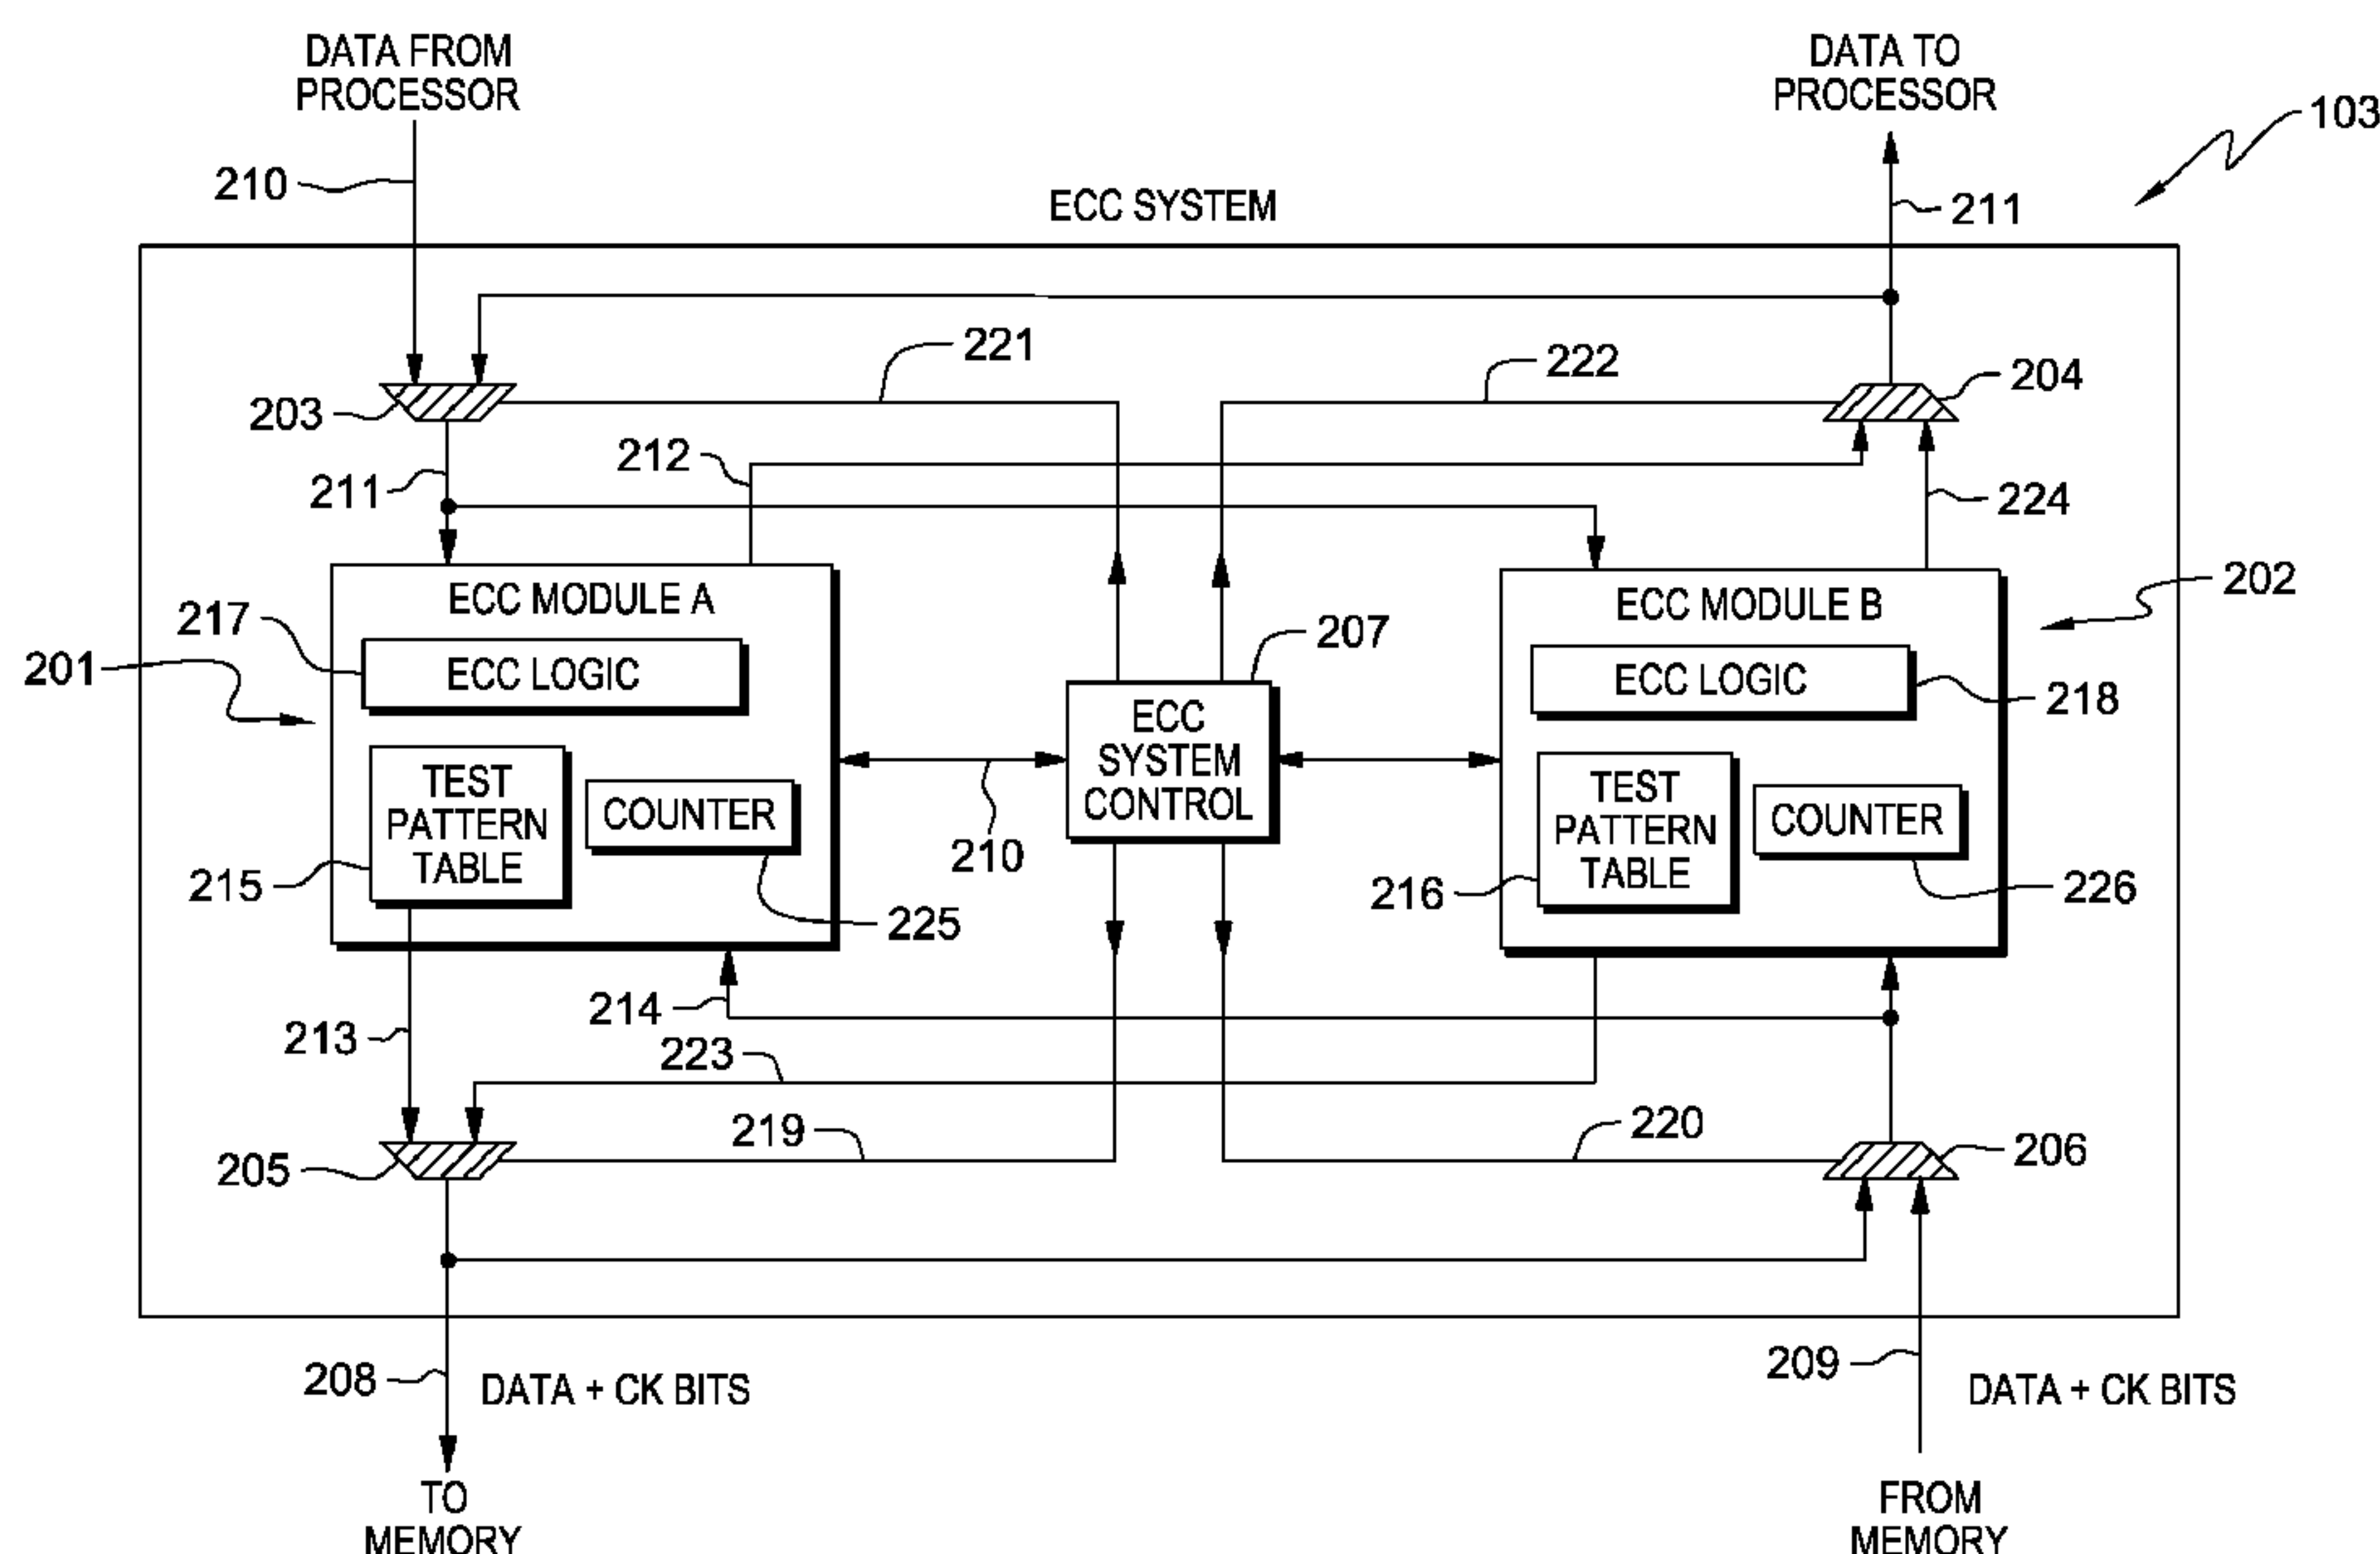 DATA FROM
PROCESSOR
DATA TO
PROCESSOR
103
210
211
ECC SYSTEM
221
222
204
203
212
211
224
202
ECC MODULE A
ECC MODULE B
217
ECC LOGIC
201
207
ECC LOGIC
218
ECC
SYSTEM
CONTROL
TEST
PATTERN
TABLE
COUNTER
215
225
210
TEST
PATTERN
TABLE
COUNTER
216
226
214
213
223
219
220
205
206
208
DATA + CK BITS
209
DATA + CK BITS
TO
MEMORY
FROM
MEMORY